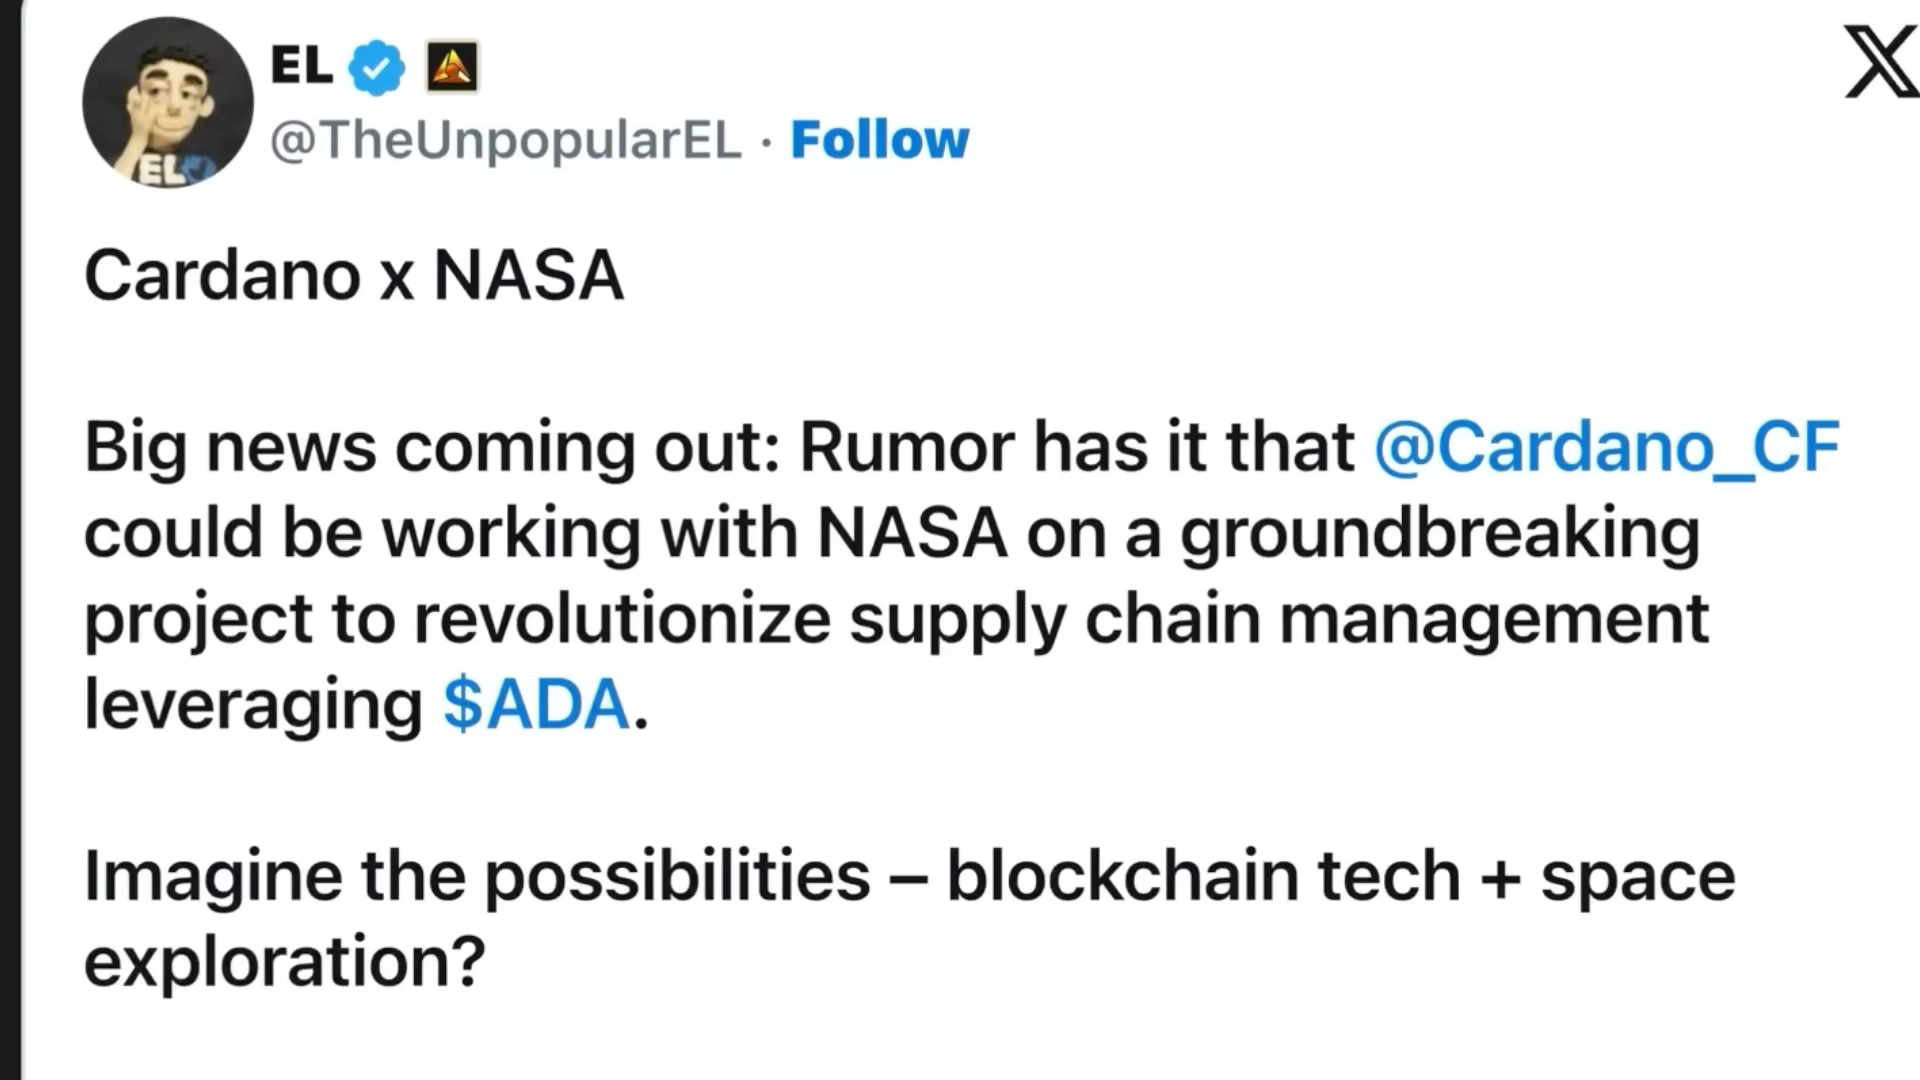 EL
@TheUnpopularEL · Follow
Cardano x NASA
Big news coming out: Rumor has it that @Cardano_CF
could be working with NASA on a groundbreaking
project to revolutionize supply chain management
leveraging $ADA.
Imagine the possibilities – blockchain tech + space
exploration?
EL